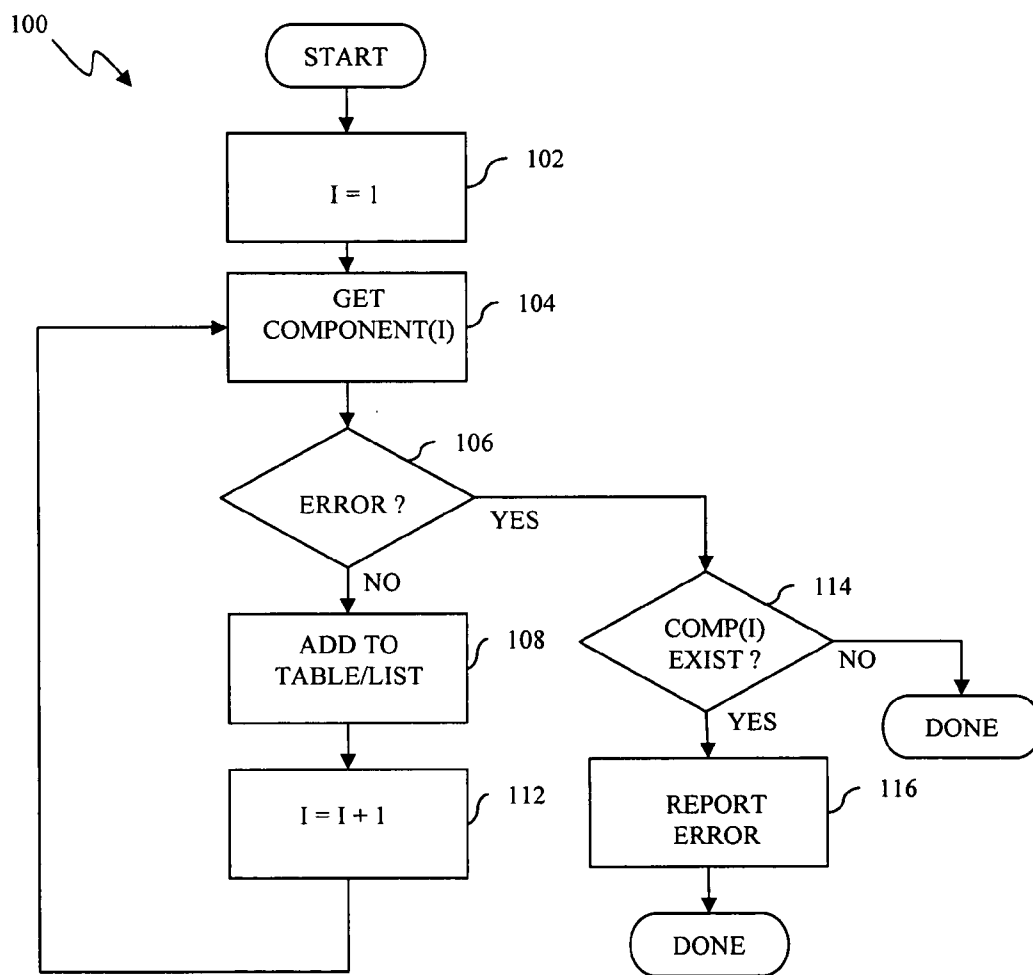 100
START
I = 1
102
GET
COMPONENT(I)
104
ERROR ?
106
YES
NO
ADD TO
TABLE/LIST
108
I = I + 1
112
COMP(I)
EXIST ?
114
NO
YES
DONE
REPORT
ERROR
116
DONE